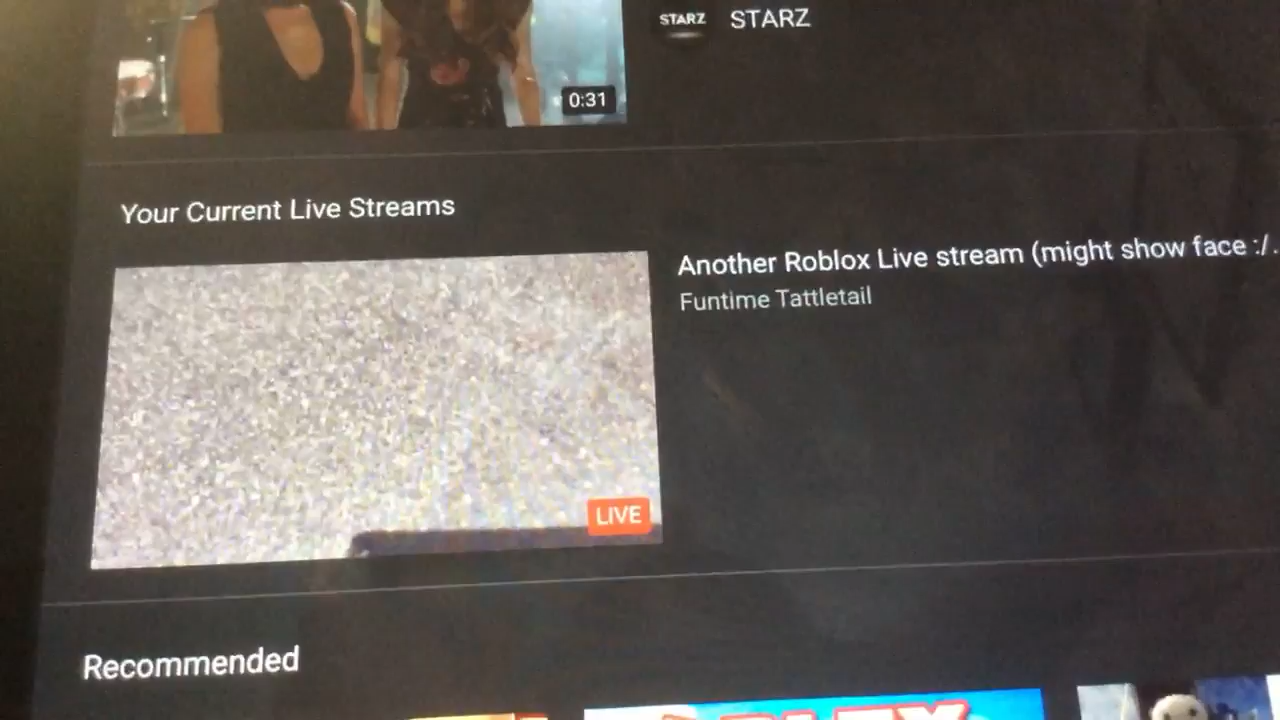 STARZ STARZ
0:31
Your Current Live Streams
Another Roblox Live stream (might show face :/ .
Funtime Tattletail
LIVE
Recommended